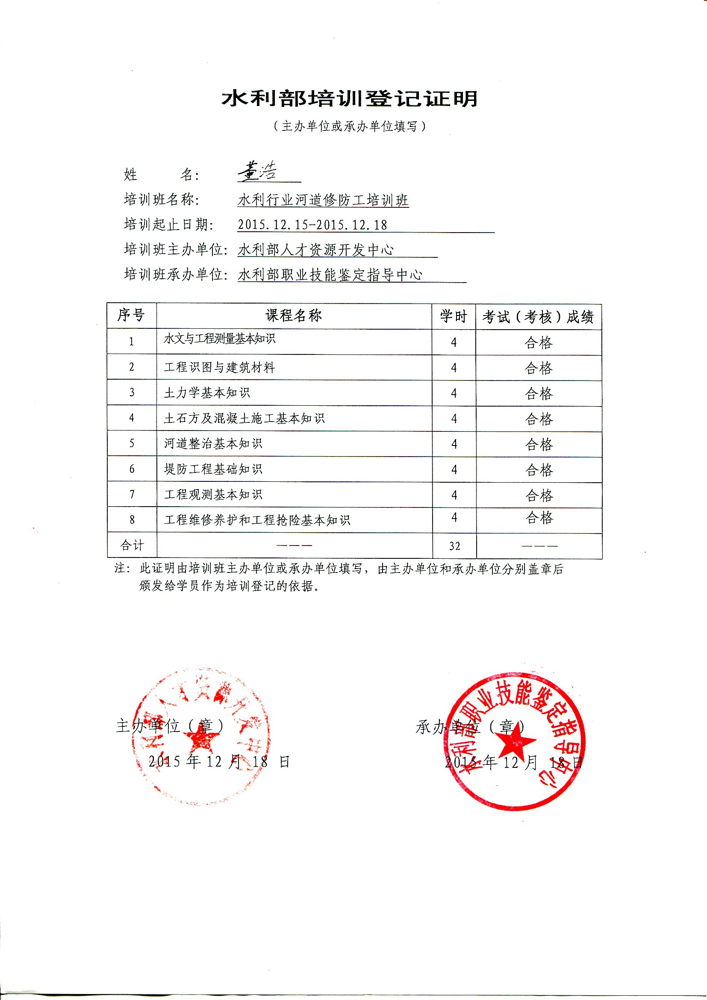 水利部培训登记证明
（主办单位或承办单位填写）
姓 名： 董浩
培训班名称： 水利行业河道修防工培训班
培训起止日期： 2015.12.15-2015.12.18
培训班主办单位： 水利部人才资源开发中心
培训班承办单位： 水利部职业技能鉴定指导中心
序号 课程名称 学时 考试（考核）成绩
1 水文与工程测量基本知识 4 合格
2 工程识图与建筑材料 4 合格
3 土力学基本知识 4 合格
4 土石方及混凝土施工基本知识 4 合格
5 河道整治基本知识 4 合格
6 堤防工程基础知识 4 合格
7 工程观测基本知识 4 合格
8 工程维修养护和工程抢险基本知识 4 合格
合计 ——— 32 ———
注： 此证明由培训班主办单位或承办单位填写，由主办单位和承办单位分别盖章后
颁发给学员作为培训登记的依据。
水利部人才资源开发中心
水利部职业技能鉴定指导中心
主办单位（章） 承办单位（章）
2015 年 12 月 18 日 2015 年 12 月 18 日